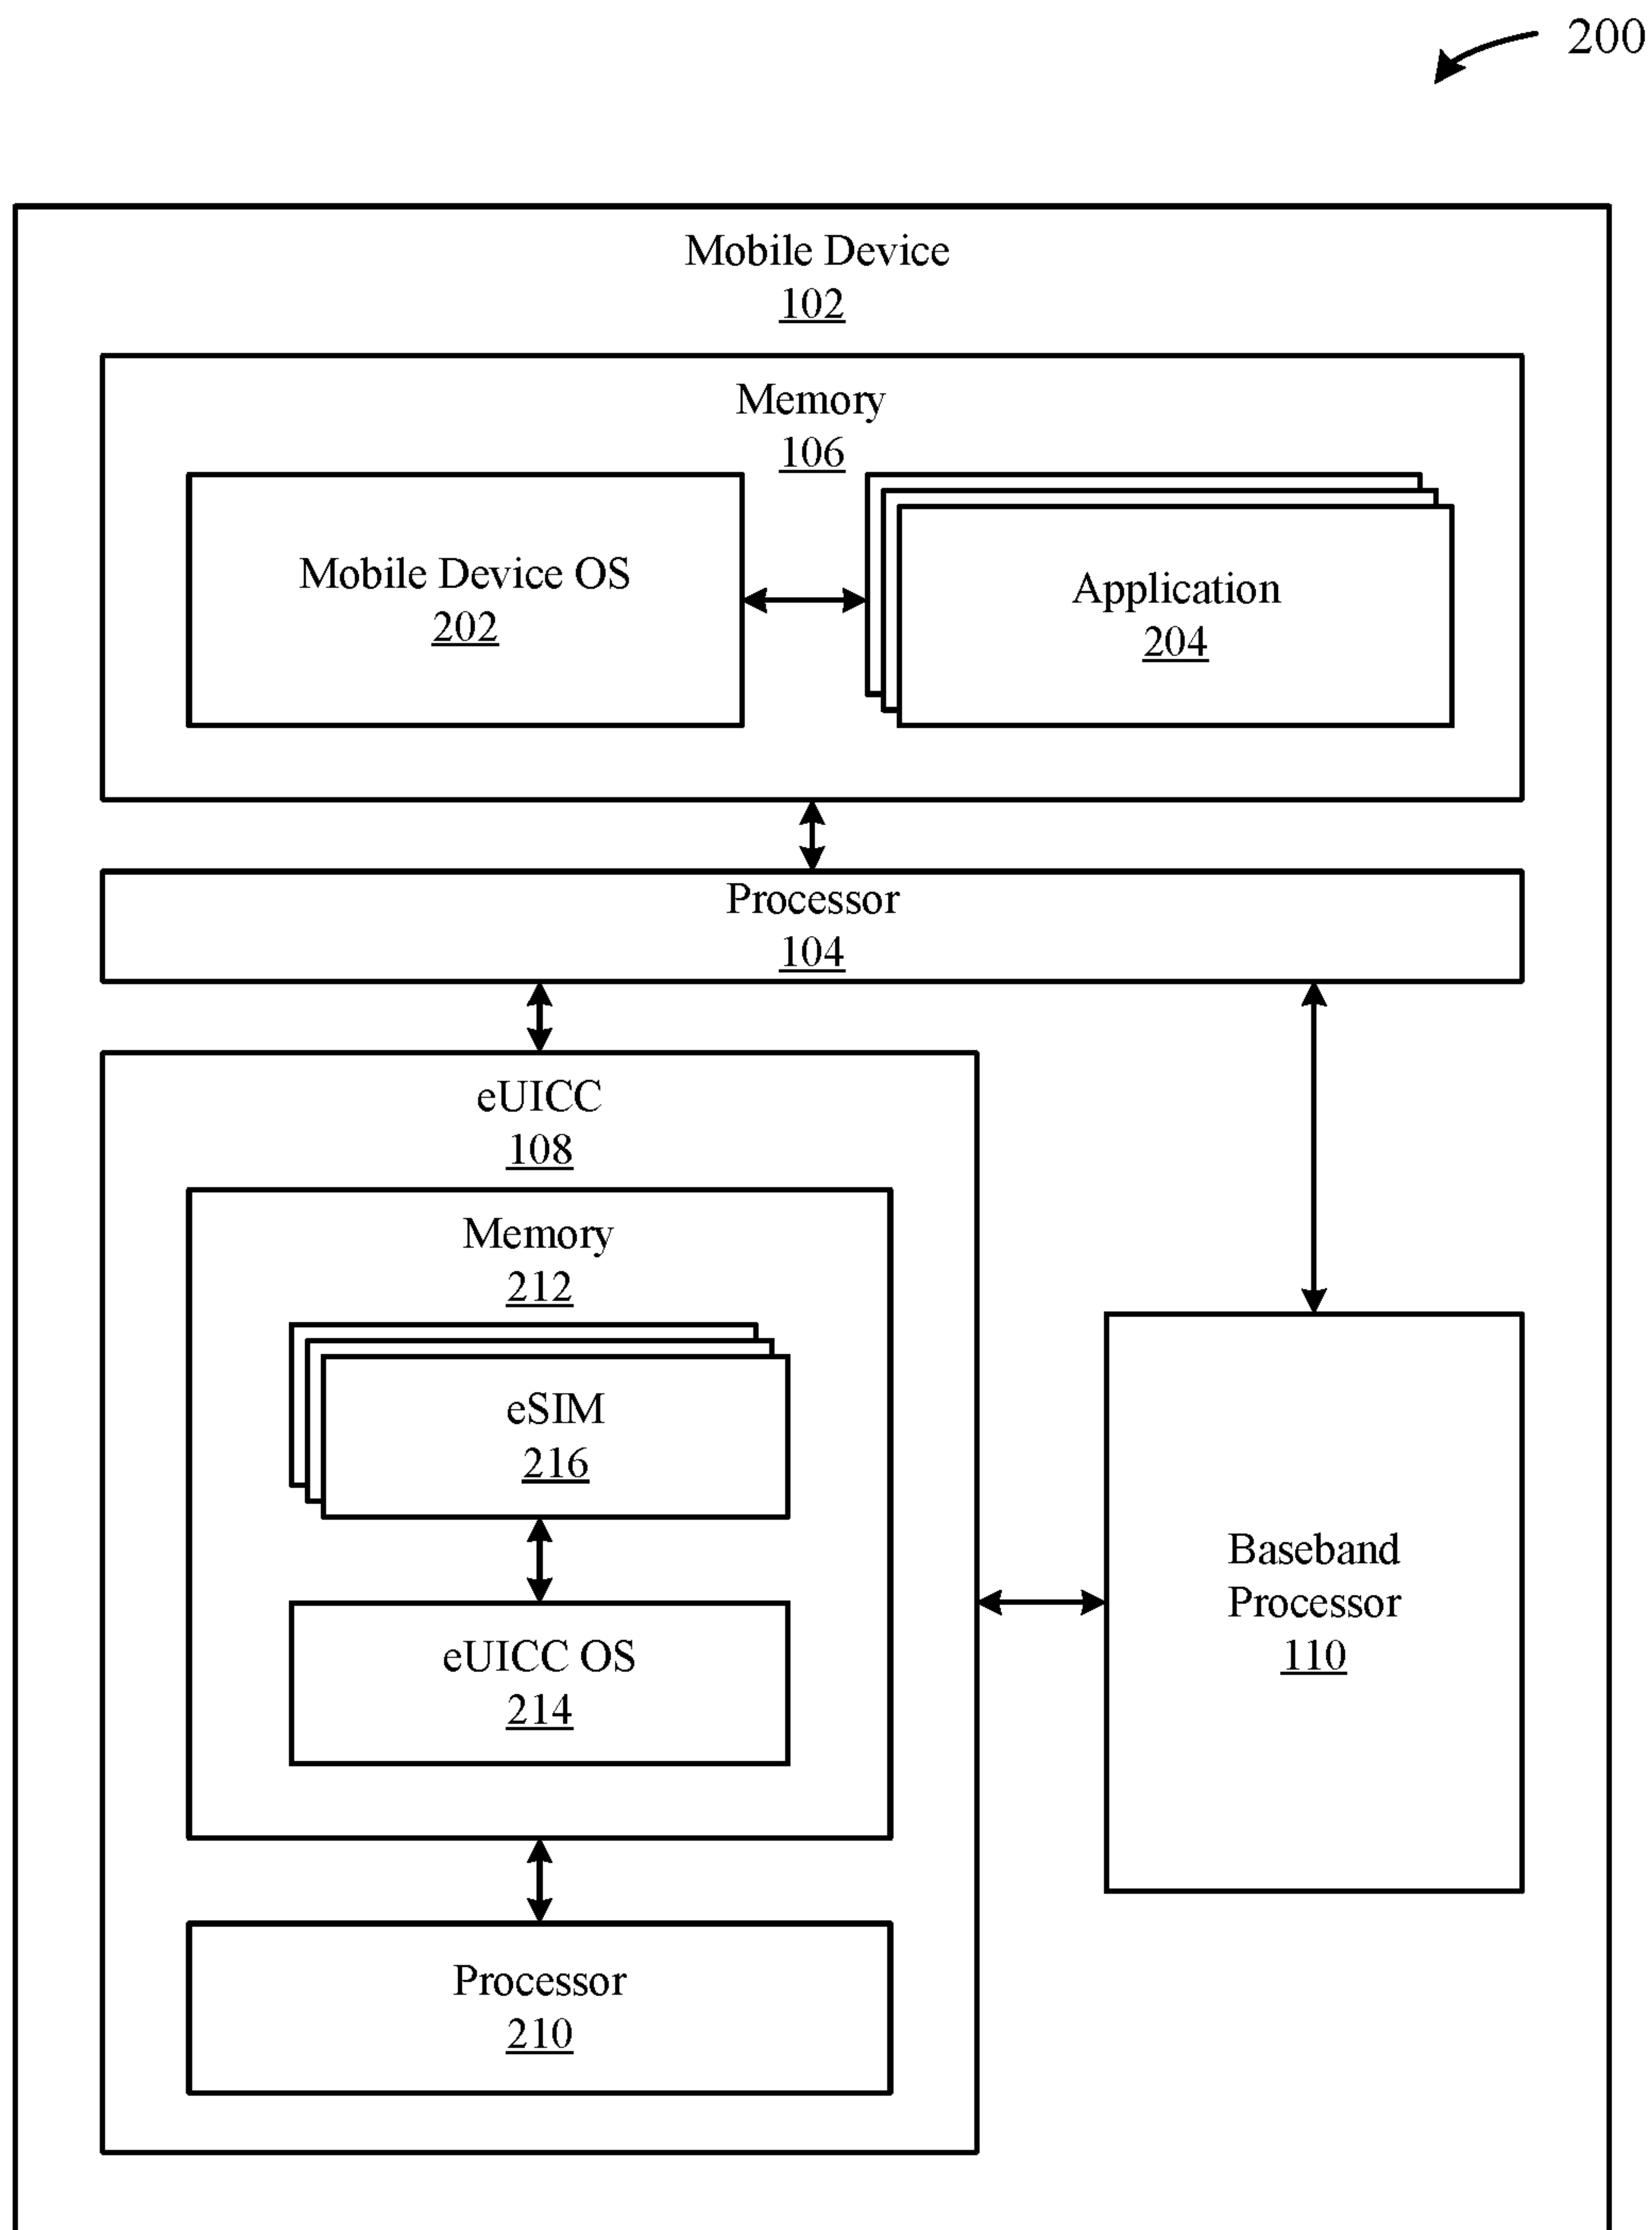 200
Mobile Device
102
Memory
106
Mobile Device OS
202
Application
204
Processor
104
eUICC
108
Memory
212
eSIM
216
eUICC OS
214
Baseband
Processor
110
Processor
210